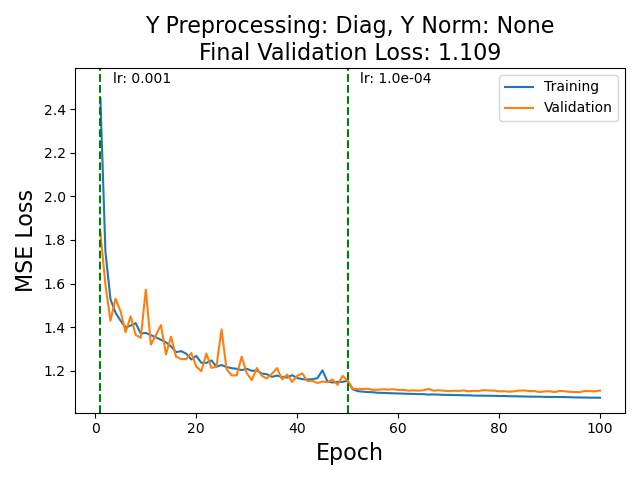 Y Preprocessing: Diag, Y Norm: None
Final Validation Loss: 1.109
lr: 0.001
lr: 1.0e-04
Training
Validation
MSE Loss
2.4
2.2
2.0
1.8
1.6
1.4
1.2
0
20
40
60
80
100
Epoch